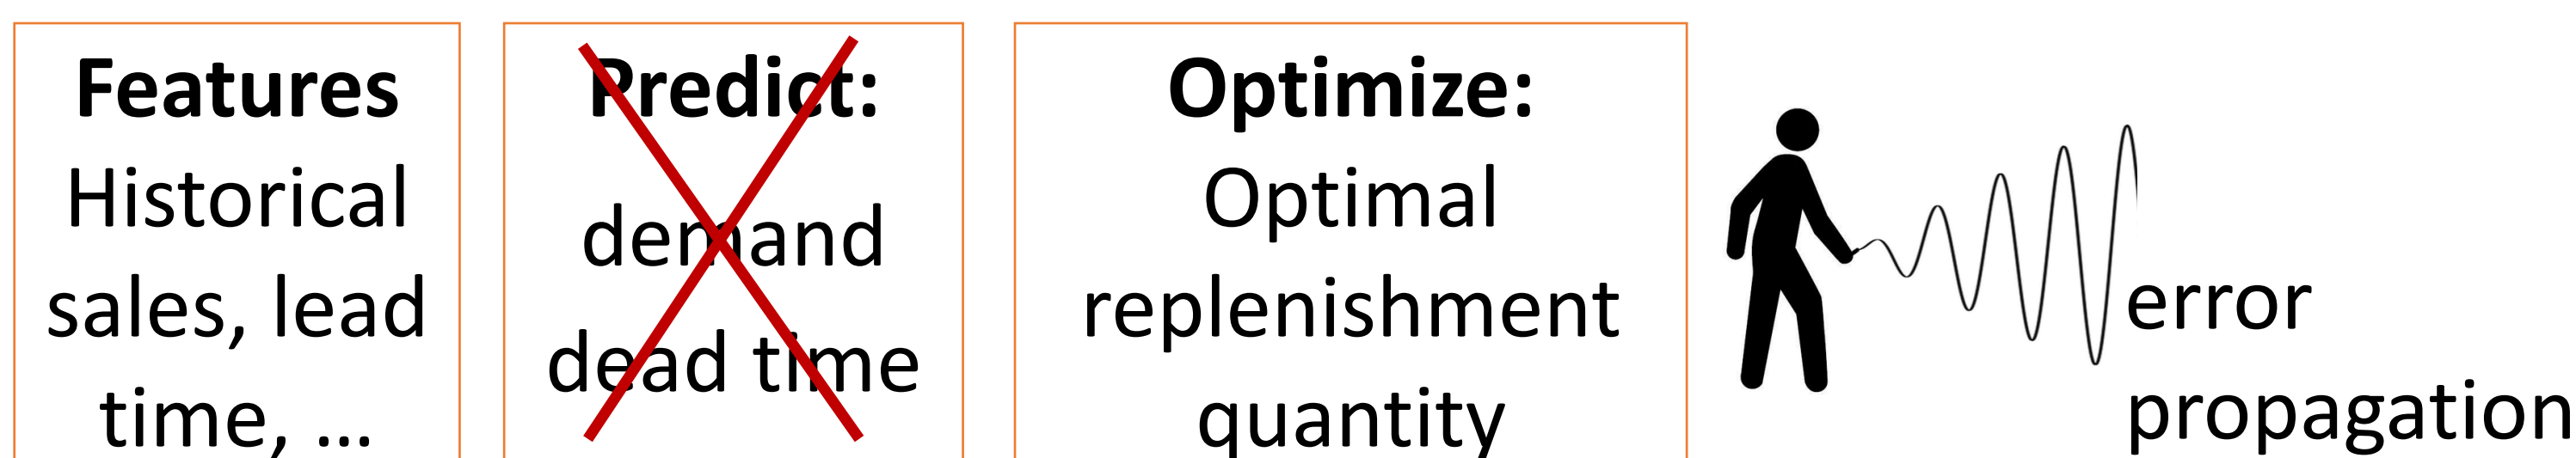 Features
Historical
sales, lead
time, ...
Predict:
demand
dead time
Optimize:
Optimal
replenishment
quantity
error
propagation